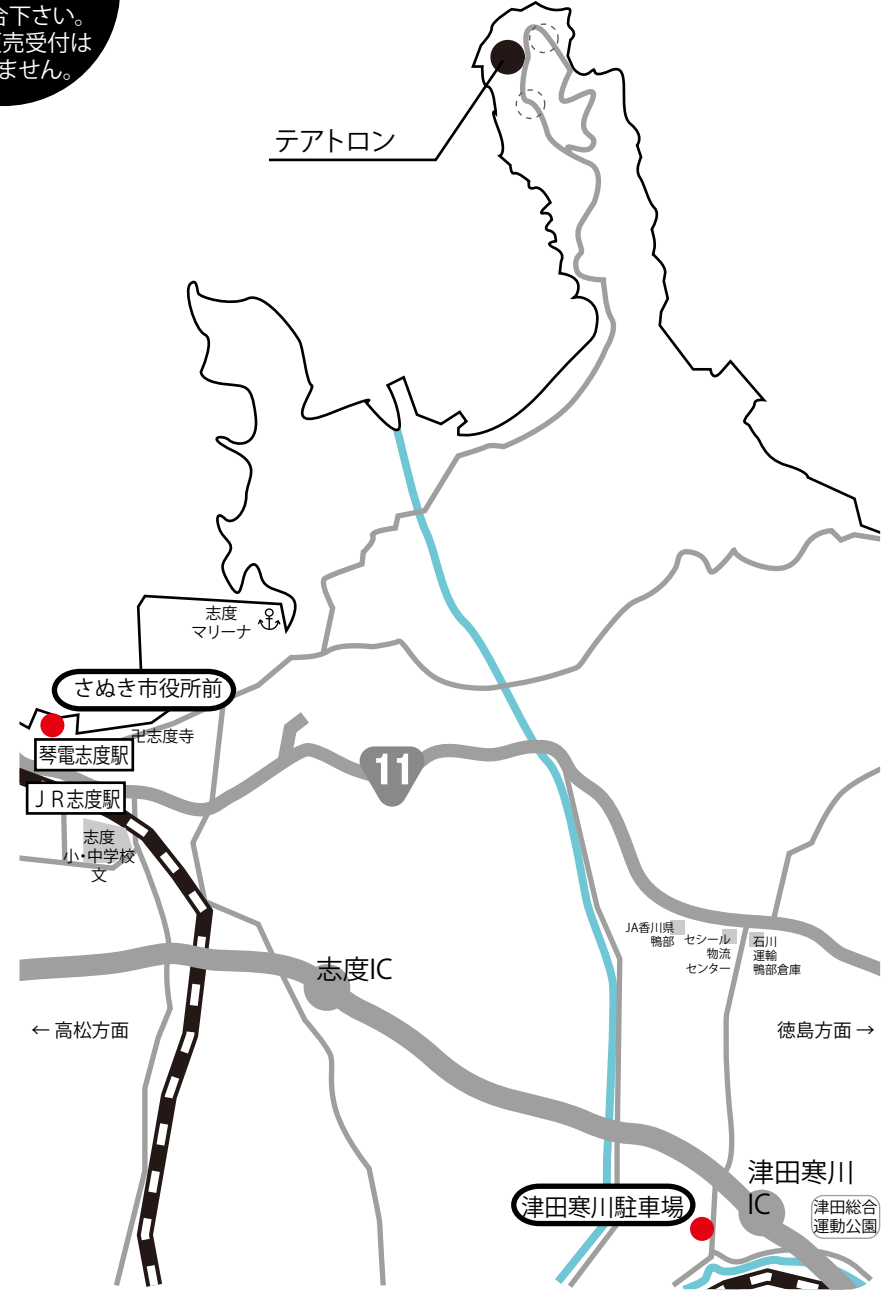 合下さい。
売受付は
ません。
テアトロン
志度
マリーナ
さぬき市役所前
卍志度寺
琴電志度駅
11
ＪＲ志度駅
志度
小・中学校
文
JA香川県
鴨部
セシール
物流
センター
石川
運輸
鴨部倉庫
志度IC
← 高松方面
徳島方面 →
津田寒川
IC
津田寒川駐車場
津田総合
運動公園